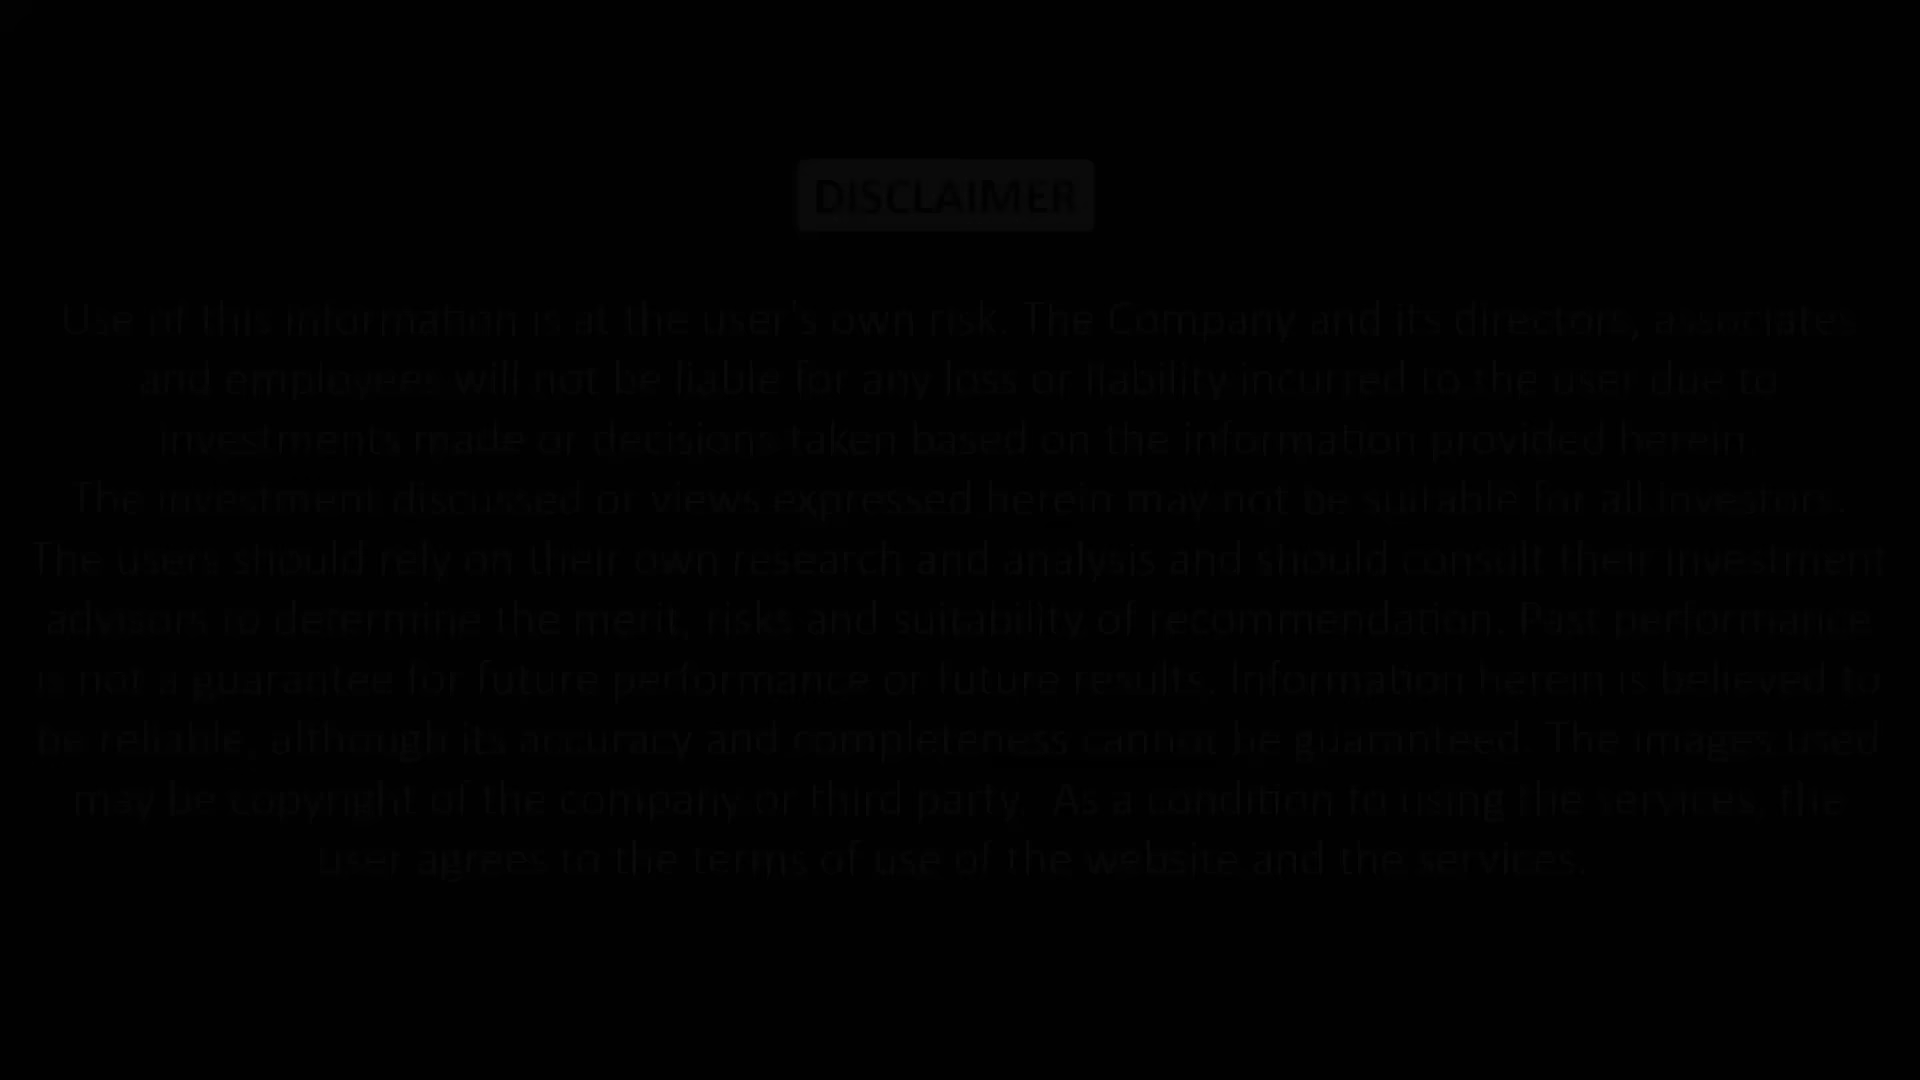 DISCLAIMER
Use of this information is at the user's own risk. The Company and its directors, associates
and employees will not be liable for any loss or liability incurred to the user due to
investments made or decisions taken based on the information provided herein.
The investment discussed or views expressed herein may not be suitable for all investors.
The users should rely on their own research and analysis and should consult their investment
advisors to determine the merit, risks and suitability of recommendation. Past performance
is not a guarantee for future performance or future results. Information herein is believed to
be reliable, although its accuracy and completeness cannot be guaranteed. The images used
may be copyright of the company or third party. As a condition to using the services, the
user agrees to the terms of use of the website and the services.